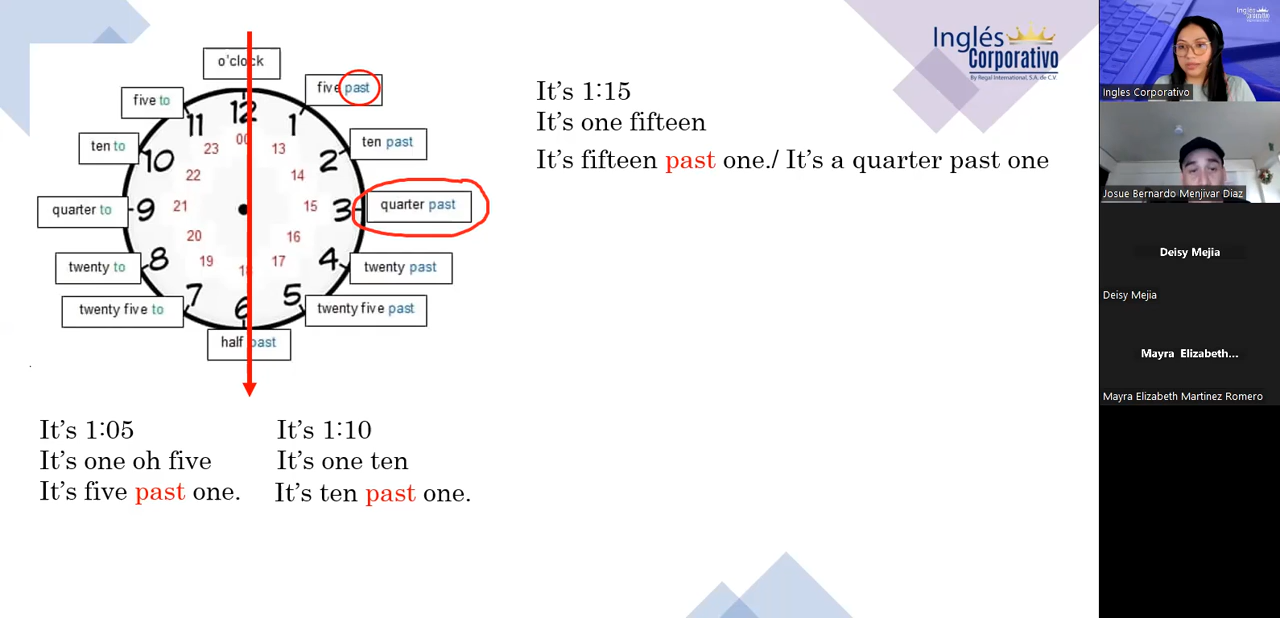 o'clock
five past
ten past
quarter past
twenty past
twenty five past
half past
twenty five to
twenty to
quarter to
ten to
five to
12
1
2
3
4
5
6
7
8
9
10
11
00
13
14
15
16
17
18
19
20
21
22
23
It's 1:05
It's one oh five
It's five past one.
It's 1:10
It's one ten
It's ten past one.
It's 1:15
It's one fifteen
It's fifteen past one./ It's a quarter past one
Inglés
Corporativo
By Regal International, S.A. de C.V.
Ingles Corporativo
Josue Bernardo Menjivar Diaz
Deisy Mejia
Deisy Mejia
Mayra Elizabeth...
Mayra Elizabeth Martinez Romero